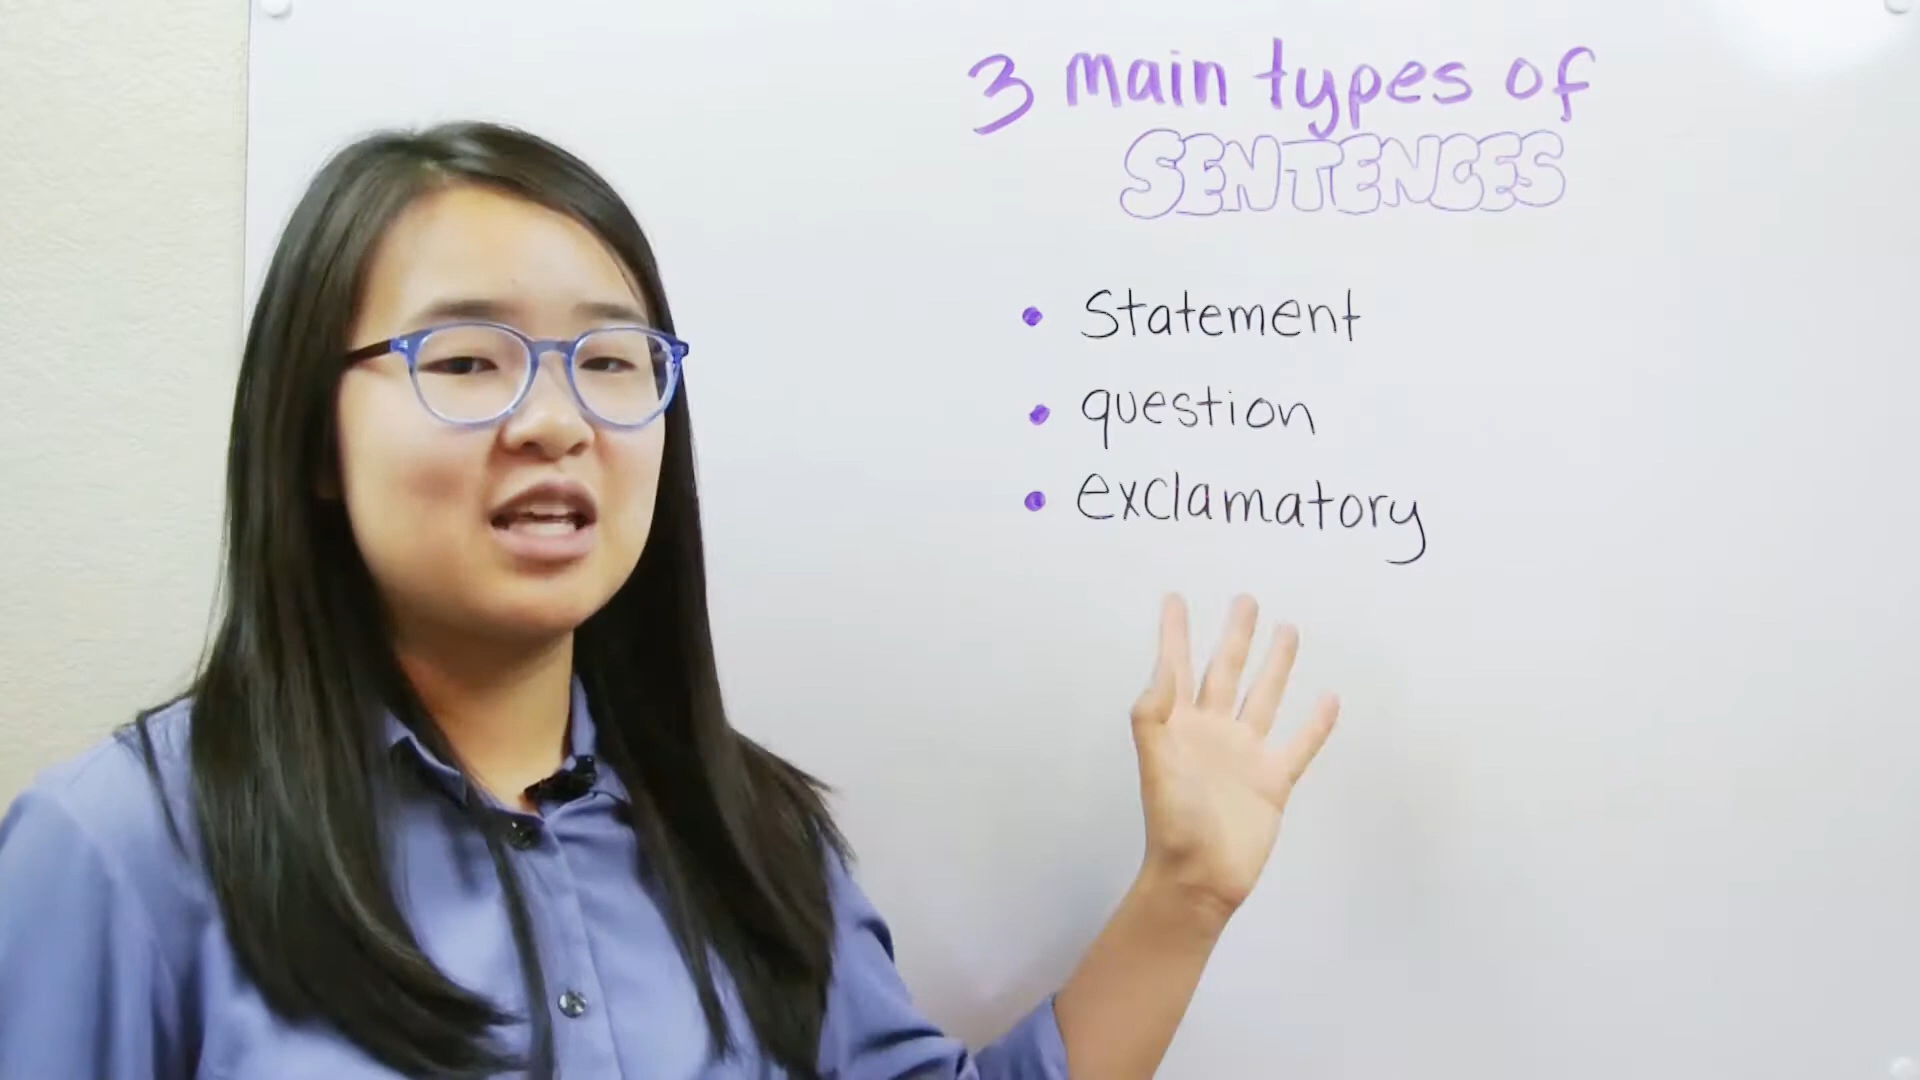 3 main types of
SENTENCES
• Statement
• question
• exclamatory